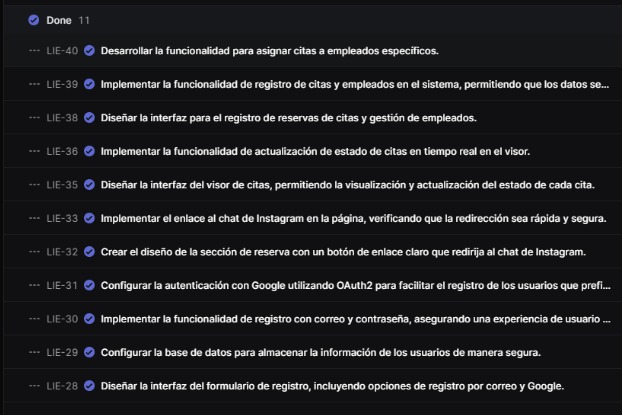 Done 11
--- LIE-40 Desarrollar la funcionalidad para asignar citas a empleados específicos.
--- LIE-39 Implementar la funcionalidad de registro de citas y empleados en el sistema, permitiendo que los datos se...
--- LIE-38 Diseñar la interfaz para el registro de reservas de citas y gestión de empleados.
--- LIE-36 Implementar la funcionalidad de actualización de estado de citas en tiempo real en el visor.
--- LIE-35 Diseñar la interfaz del visor de citas, permitiendo la visualización y actualización del estado de cada cita.
--- LIE-33 Implementar el enlace al chat de Instagram en la página, verificando que la redirección sea rápida y segura.
--- LIE-32 Crear el diseño de la sección de reserva con un botón de enlace claro que redirija al chat de Instagram.
--- LIE-31 Configurar la autenticación con Google utilizando OAuth2 para facilitar el registro de los usuarios que prefi...
--- LIE-30 Implementar la funcionalidad de registro con correo y contraseña, asegurando una experiencia de usuario ...
--- LIE-29 Configurar la base de datos para almacenar la información de los usuarios de manera segura.
--- LIE-28 Diseñar la interfaz del formulario de registro, incluyendo opciones de registro por correo y Google.